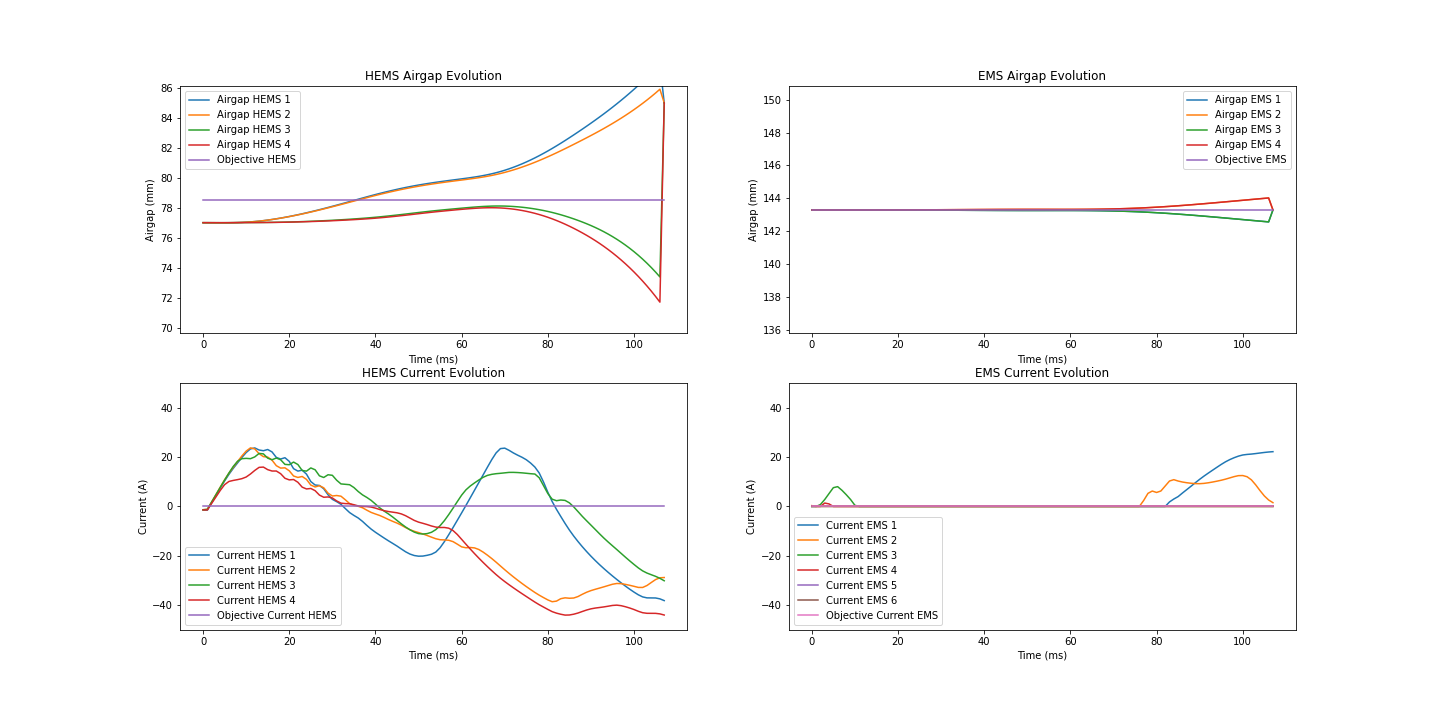 HEMS Airgap Evolution
86
84
82
80
78
76
74
72
70
Airgap (mm)
Airgap HEMS 1
Airgap HEMS 2
Airgap HEMS 3
Airgap HEMS 4
Objective HEMS
0 20 40 60 80 100
Time (ms)
EMS Airgap Evolution
150
148
146
144
142
140
138
136
Airgap (mm)
Airgap EMS 1
Airgap EMS 2
Airgap EMS 3
Airgap EMS 4
Objective EMS
0 20 40 60 80 100
Time (ms)
HEMS Current Evolution
40
20
0
−20
−40
Current (A)
Current HEMS 1
Current HEMS 2
Current HEMS 3
Current HEMS 4
Objective Current HEMS
0 20 40 60 80 100
Time (ms)
EMS Current Evolution
40
20
0
−20
−40
Current (A)
Current EMS 1
Current EMS 2
Current EMS 3
Current EMS 4
Current EMS 5
Current EMS 6
Objective Current EMS
0 20 40 60 80 100
Time (ms)